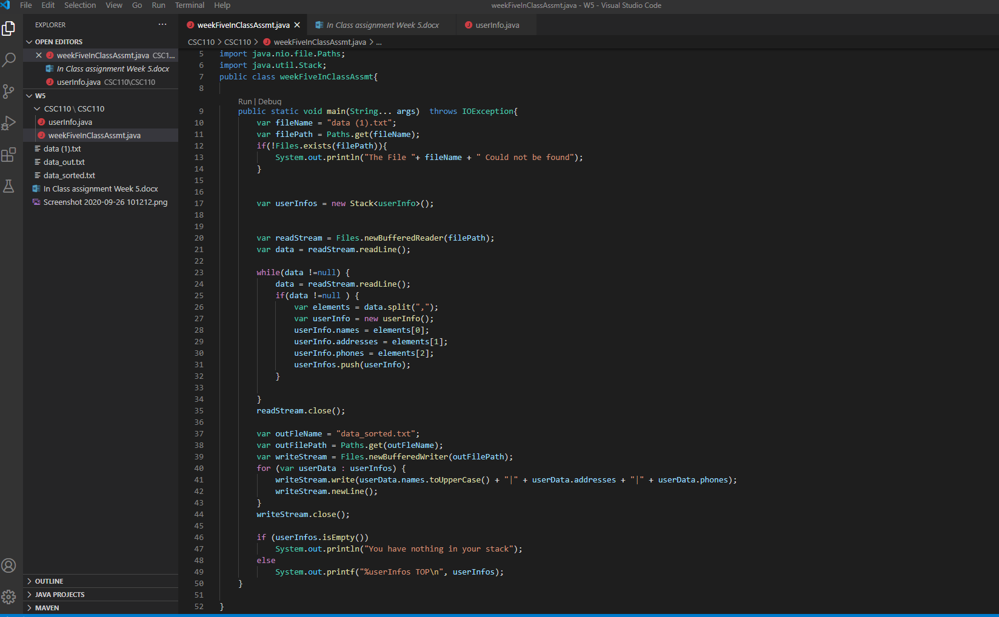 File Edit Selection View Go Run Terminal Help
weekFiveInClassAssmt.java - W5 - Visual Studio Code
EXPLORER
OPEN EDITORS
weekFiveInClassAssmt.java CSC1...
In Class assignment Week 5.docx
userInfo.java CSC110\CSC110
W5
CSC110 \ CSC110
userInfo.java
weekFiveInClassAssmt.java
data (1).txt
data_out.txt
data_sorted.txt
In Class assignment Week 5.docx
Screenshot 2020-09-26 101212.png
OUTLINE
JAVA PROJECTS
MAVEN
weekFiveInClassAssmt.java In Class assignment Week 5.docx userInfo.java
CSC110 > CSC110 > weekFiveInClassAssmt.java > ...
5 import java.nio.file.Paths;
6 import java.util.Stack;
7 public class weekFiveInClassAssmt{
8
Run | Debug
9 public static void main(String... args)  throws IOException{
10 var fileName = "data (1).txt";
11 var filePath = Paths.get(fileName);
12 if(!Files.exists(filePath)){
13 System.out.println("The File "+ fileName + " Could not be found");
14 }
15
16
17 var userInfos = new Stack<userInfo>();
18
19
20 var readStream = Files.newBufferedReader(filePath);
21 var data = readStream.readLine();
22
23 while(data !=null) {
24 data = readStream.readLine();
25 if(data !=null ) {
26 var elements = data.split(",");
27 var userInfo = new userInfo();
28 userInfo.names = elements[0];
29 userInfo.addresses = elements[1];
30 userInfo.phones = elements[2];
31 userInfos.push(userInfo);
32 }
33
34 }
35 readStream.close();
36
37 var outFleName = "data_sorted.txt";
38 var outFilePath = Paths.get(outFleName);
39 var writeStream = Files.newBufferedWriter(outFilePath);
40 for (var userData : userInfos) {
41 writeStream.write(userData.names.toUpperCase() + "|" + userData.addresses + "|" + userData.phones);
42 writeStream.newLine();
43 }
44 writeStream.close();
45
46 if (userInfos.isEmpty())
47 System.out.println("You have nothing in your stack");
48 else
49 System.out.printf("%userInfos TOP\n", userInfos);
50 }
51
52 }